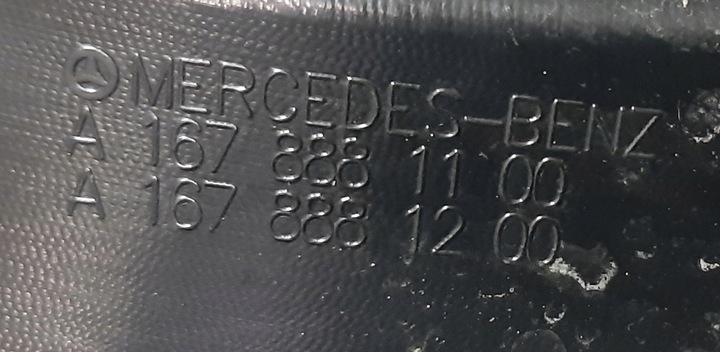 MERCEDES-BENZ
A 167 888 11 00
A 167 888 12 00